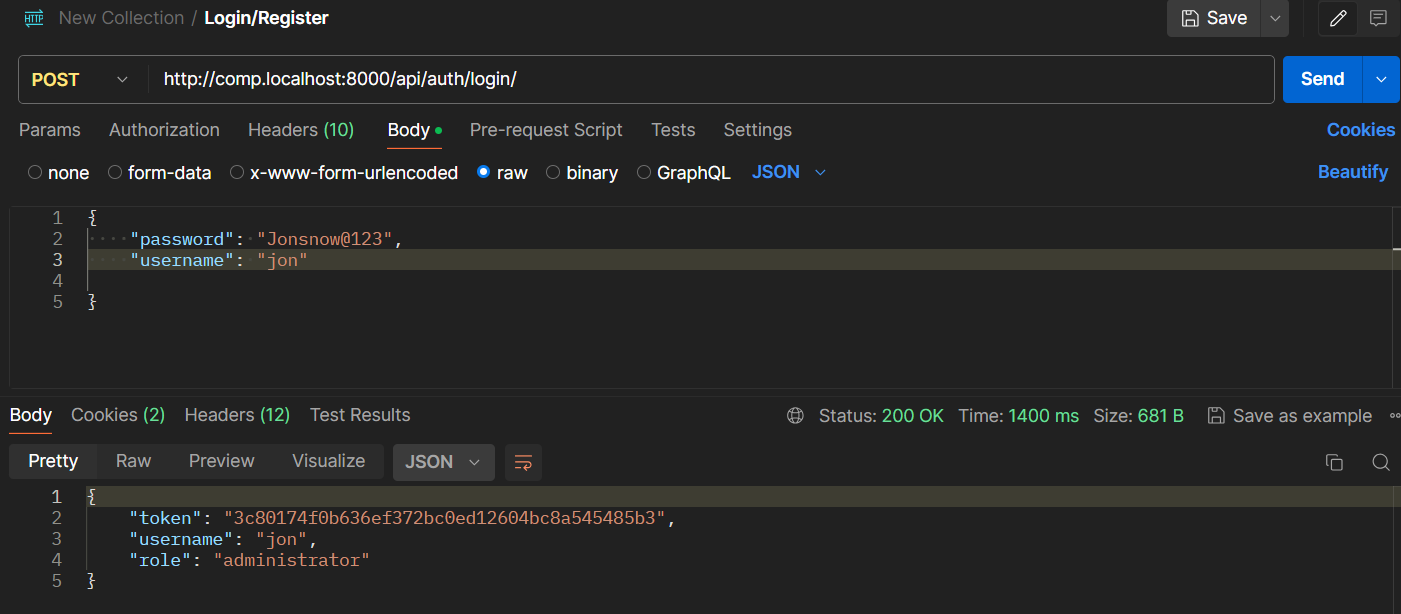 HTTP New Collection / Login/Register Save
POST http://comp.localhost:8000/api/auth/login/ Send
Params Authorization Headers (10) Body Pre-request Script Tests Settings Cookies
none form-data x-www-form-urlencoded raw binary GraphQL JSON Beautify
1 {
2 "password": "Jonsnow@123",
3 "username": "jon"
4
5 }
Body Cookies (2) Headers (12) Test Results Status: 200 OK Time: 1400 ms Size: 681 B Save as example
Pretty Raw Preview Visualize JSON
1 {
2 "token": "3c80174f0b636ef372bc0ed12604bc8a545485b3",
3 "username": "jon",
4 "role": "administrator"
5 }